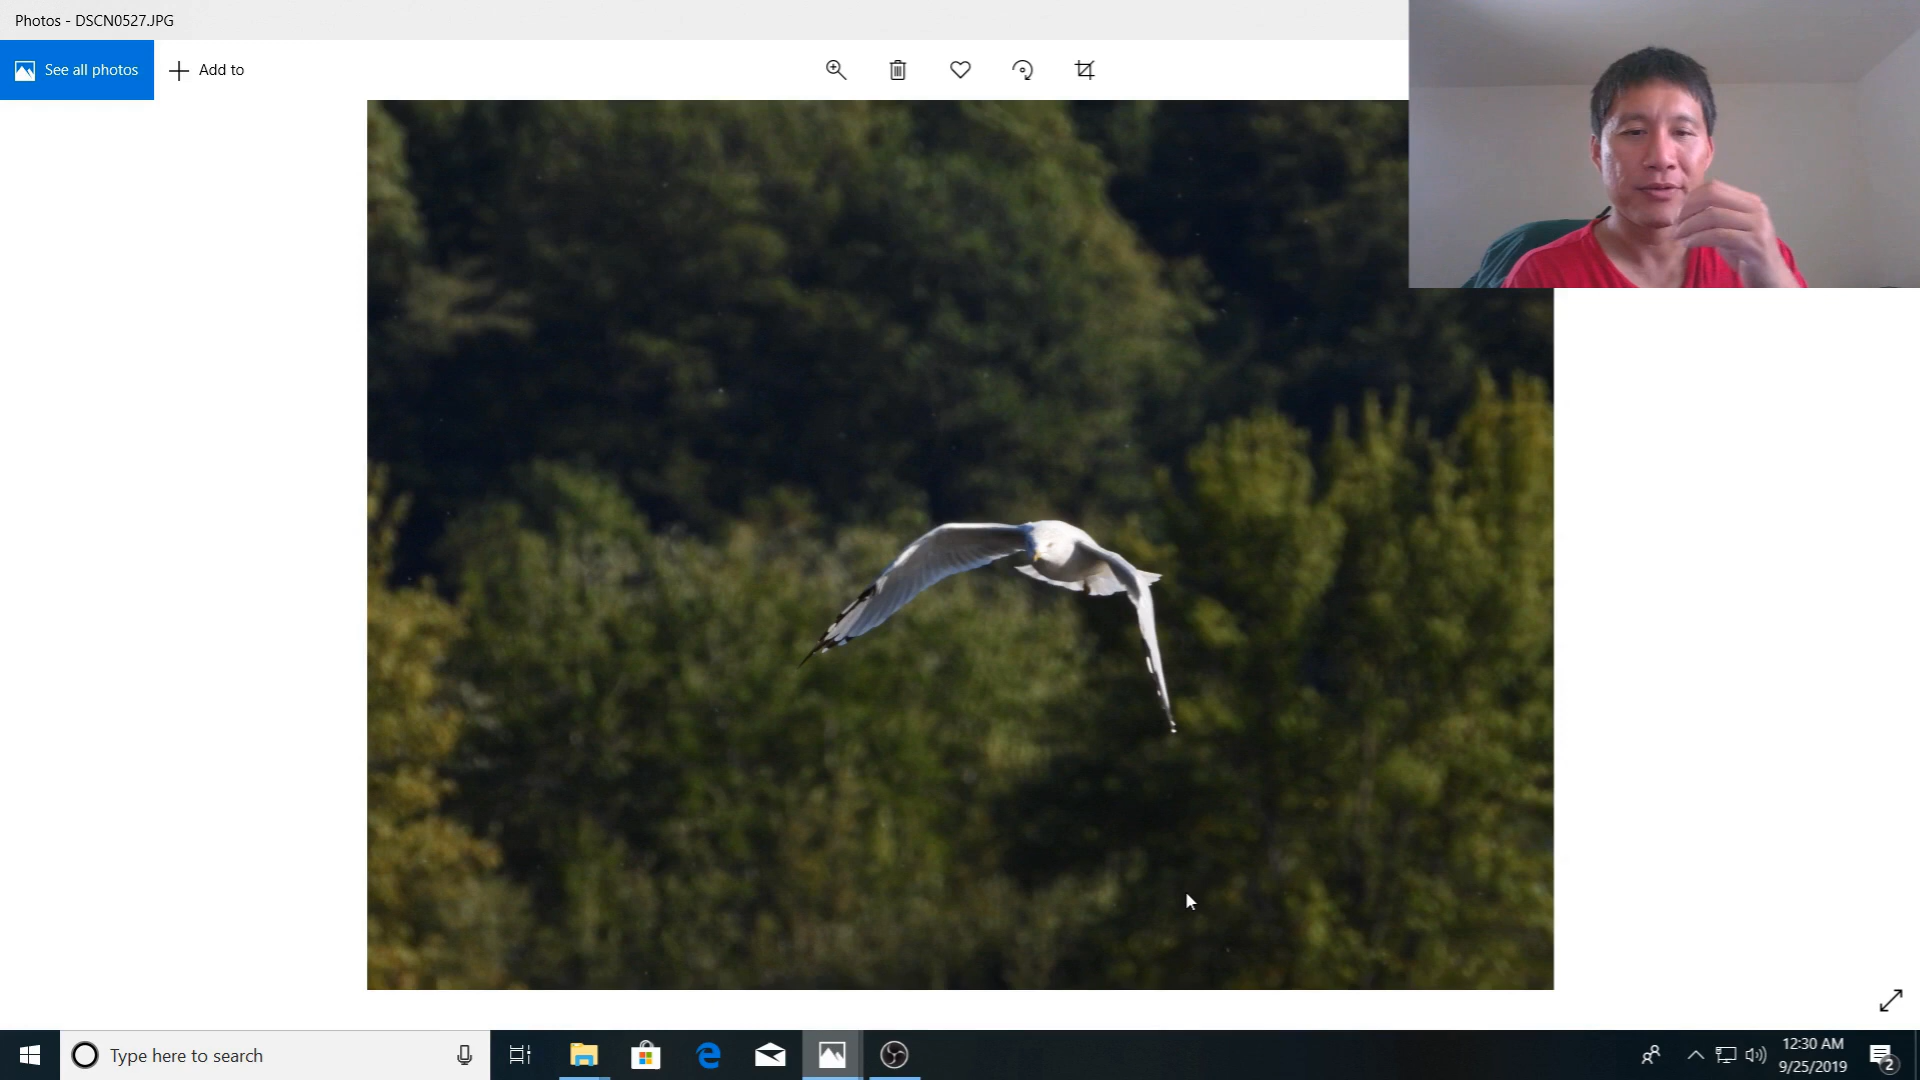 Photos - DSCN0527.JPG
See all photos
Add to
Type here to search
12:30 AM
9/25/2019
2